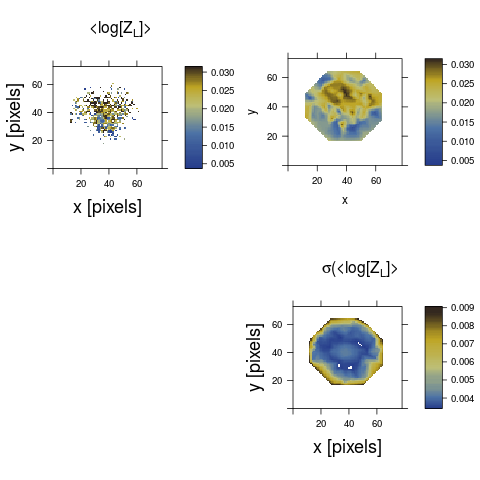 <log[Z_L]>
y [pixels]
60
40
20
20 40 60
x [pixels]
0.030
0.025
0.020
0.015
0.010
0.005
y
60
40
20
20 40 60
x
0.030
0.025
0.020
0.015
0.010
0.005
σ(<log[Z_L]>
y [pixels]
60
40
20
20 40 60
x [pixels]
0.009
0.008
0.007
0.006
0.005
0.004